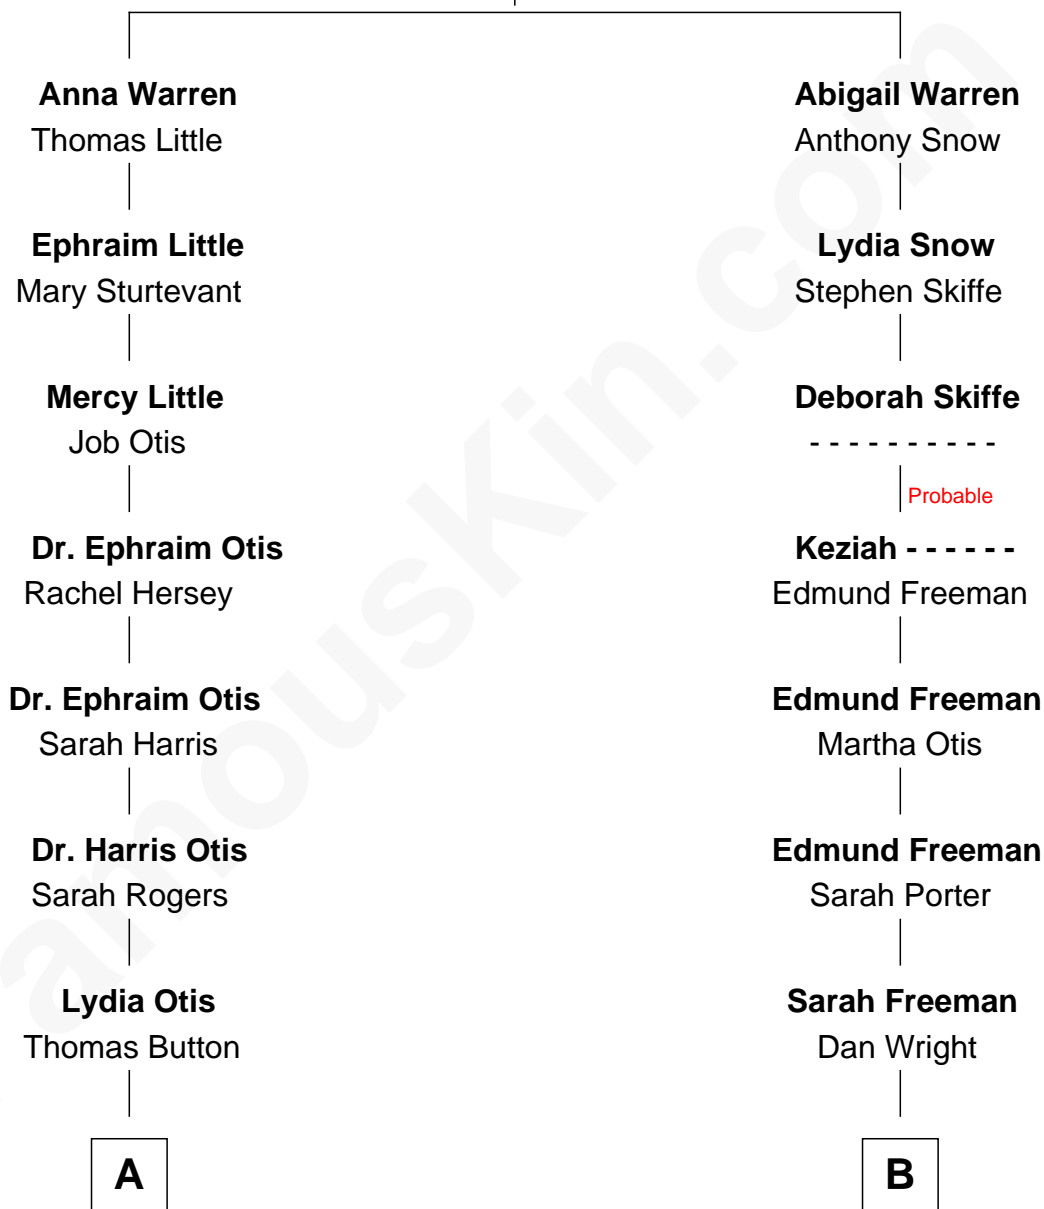 Anna Warren
Thomas Little
Ephraim Little
Mary Sturtevant
Mercy Little
Job Otis
Dr. Ephraim Otis
Rachel Hersey
Dr. Ephraim Otis
Sarah Harris
Dr. Harris Otis
Sarah Rogers
Lydia Otis
Thomas Button
A
Abigail Warren
Anthony Snow
Lydia Snow
Stephen Skiffe
Deborah Skiffe
- - - - - - - - - -
Probable
Keziah - - - - - -
Edmund Freeman
Edmund Freeman
Martha Otis
Edmund Freeman
Sarah Porter
Sarah Freeman
Dan Wright
B
amousKin.com